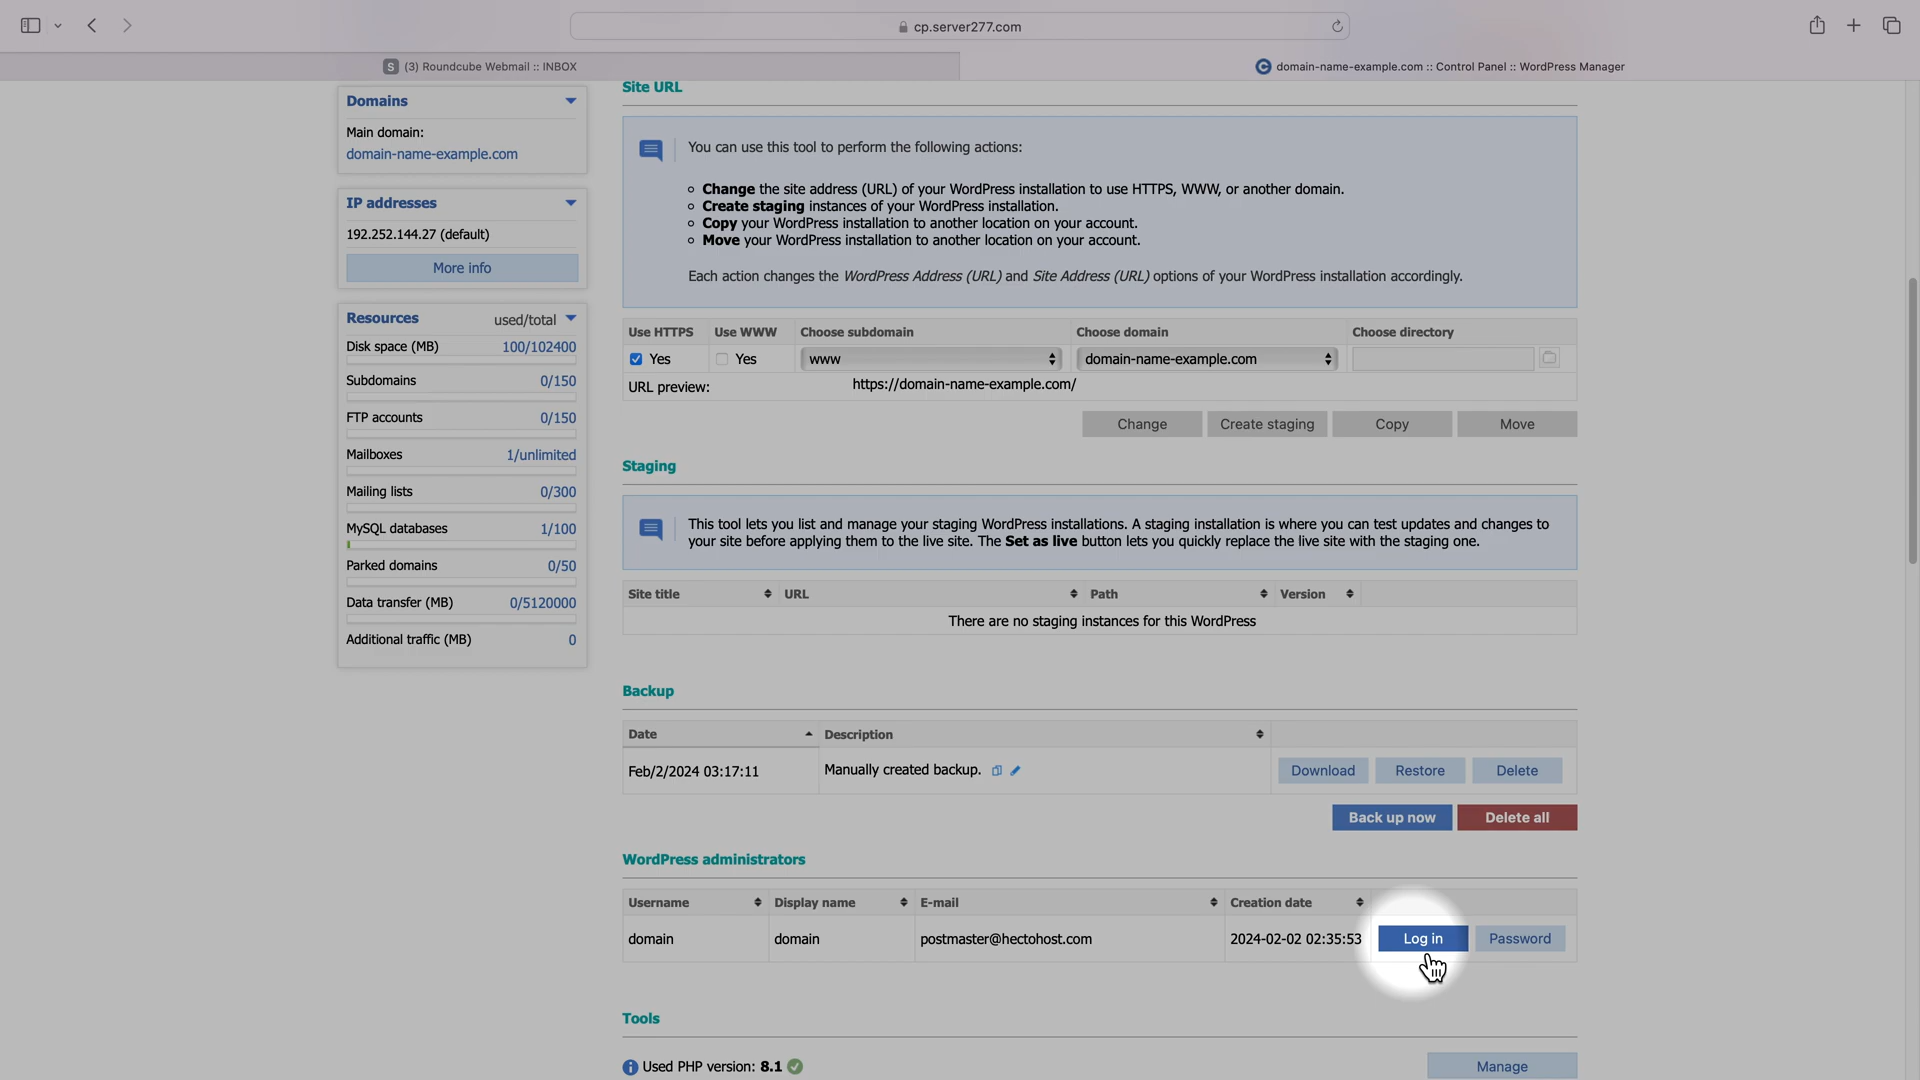 cp.server277.com
S (3) Roundcube Webmail :: INBOX
domain-name-example.com :: Control Panel :: WordPress Manager
Domains
Main domain:
domain-name-example.com
IP addresses
192.252.144.27 (default)
More info
Resources used/total
Disk space (MB) 100/102400
Subdomains 0/150
FTP accounts 0/150
Mailboxes 1/unlimited
Mailing lists 0/300
MySQL databases 1/100
Parked domains 0/50
Data transfer (MB) 0/5120000
Additional traffic (MB) 0
Site URL
You can use this tool to perform the following actions:
Change the site address (URL) of your WordPress installation to use HTTPS, WWW, or another domain.
Create staging instances of your WordPress installation.
Copy your WordPress installation to another location on your account.
Move your WordPress installation to another location on your account.
Each action changes the WordPress Address (URL) and Site Address (URL) options of your WordPress installation accordingly.
Use HTTPS Use WWW Choose subdomain Choose domain Choose directory
Yes Yes www domain-name-example.com
URL preview: https://domain-name-example.com/
Change Create staging Copy Move
Staging
This tool lets you list and manage your staging WordPress installations. A staging installation is where you can test updates and changes to
your site before applying them to the live site. The Set as live button lets you quickly replace the live site with the staging one.
Site title URL Path Version
There are no staging instances for this WordPress
Backup
Date Description
Feb/2/2024 03:17:11 Manually created backup. Download Restore Delete
Back up now Delete all
WordPress administrators
Username Display name E-mail Creation date
domain domain postmaster@hectohost.com 2024-02-02 02:35:53 Log in Password
Tools
Used PHP version: 8.1 Manage